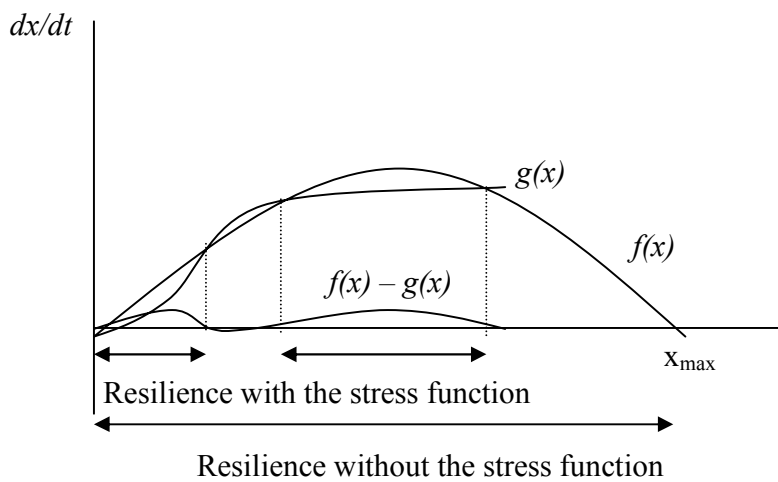 dx/dt
g(x)
f(x)
f(x) – g(x)
xmax
Resilience with the stress function
Resilience without the stress function